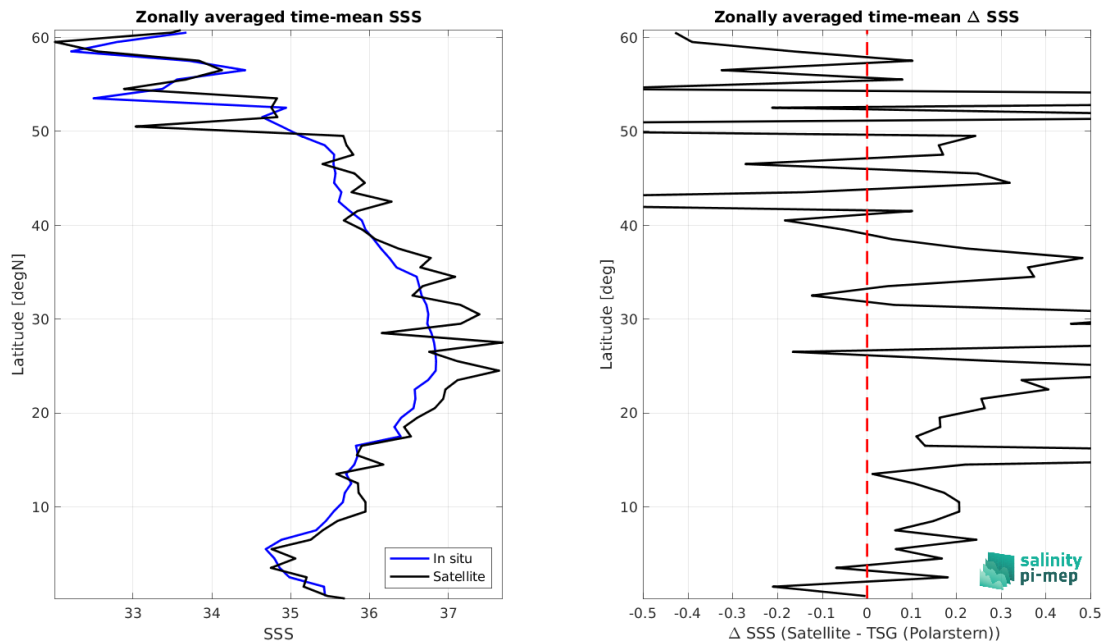 Zonally averaged time-mean SSS
60
50
40
30
20
10
Latitude [degN]
33
34
35
36
37
SSS
In situ
Satellite
Zonally averaged time-mean Δ SSS
60
50
40
30
20
10
Latitude [deg]
-0.5
-0.4
-0.3
-0.2
-0.1
0
0.1
0.2
0.3
0.4
0.5
Δ SSS (Satellite - TSG (Polarstern))
salinity
pi-mep